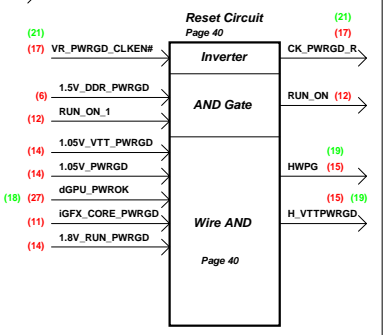 Reset Circuit (21)
(21) Page 40 (17)
(17) VR_PWRGD_CLKEN# Inverter CK_PWRGD_R
(6) 1.5V_DDR_PWRGD AND Gate RUN_ON (12)
(12) RUN_ON_1
(14) 1.05V_VTT_PWRGD
(19)
(14) 1.05V_PWRGD HWPG (15)
(18) (27) dGPU_PWROK
(15) (19)
(11) iGFX_CORE_PWRGD Wire AND H_VTTPWRGD
(14) 1.8V_RUN_PWRGD
Page 40